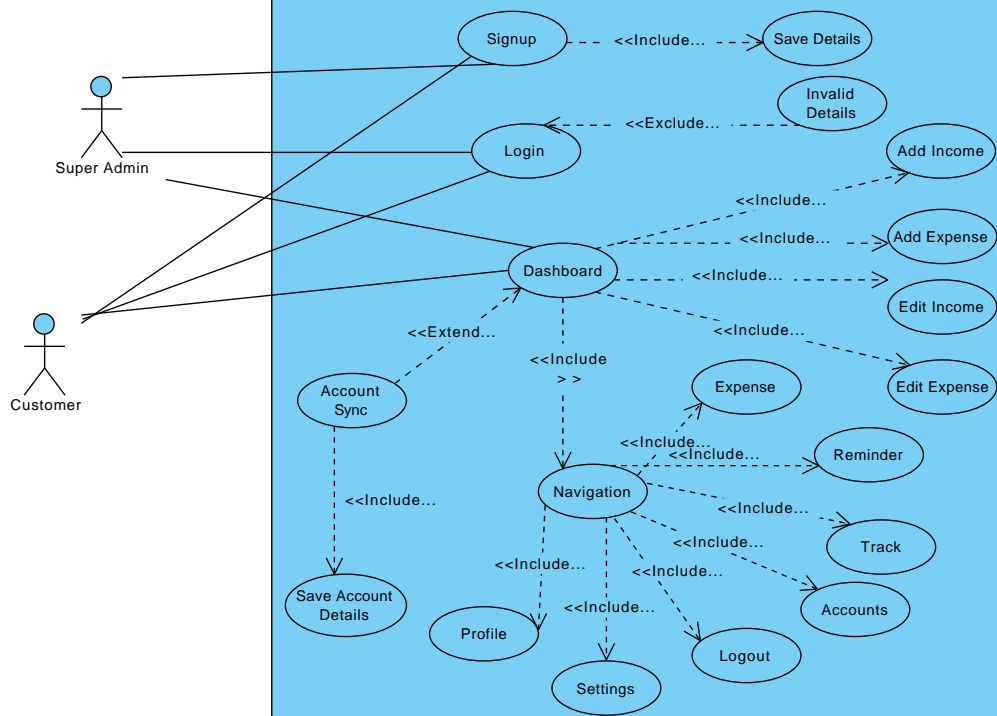 Signup
<<Include...
Save Details
Invalid
Details
<<Exclude...
Super Admin
Login
Add Income
<<Include...
Add Expense
<<Include...
Dashboard
<<Include...
Edit Income
<<Extend...
<<Include...
<<Include
> >
Customer
Account
Sync
Expense
Edit Expense
<<Include...
<<Include...
Reminder
Navigation
<<Include...
<<Include...
Track
<<Include...
<<Include...
<<Include...
Save Account
Details
<<Include...
Accounts
Profile
Logout
Settings